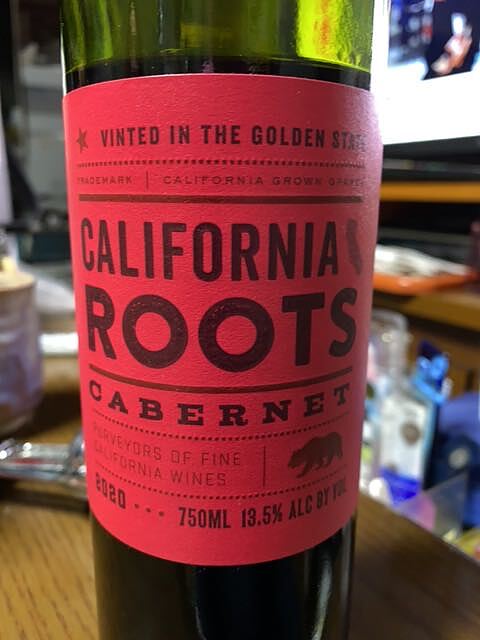 VINTED IN THE GOLDEN STATE
TRADEMARK | CALIFORNIA GROWN GRAPES
CALIFORNIA
ROOTS
CABERNET
PURVEYORS OF FINE
CALIFORNIA WINES
2020 ••• 750ML 13.5% ALC BY VOL